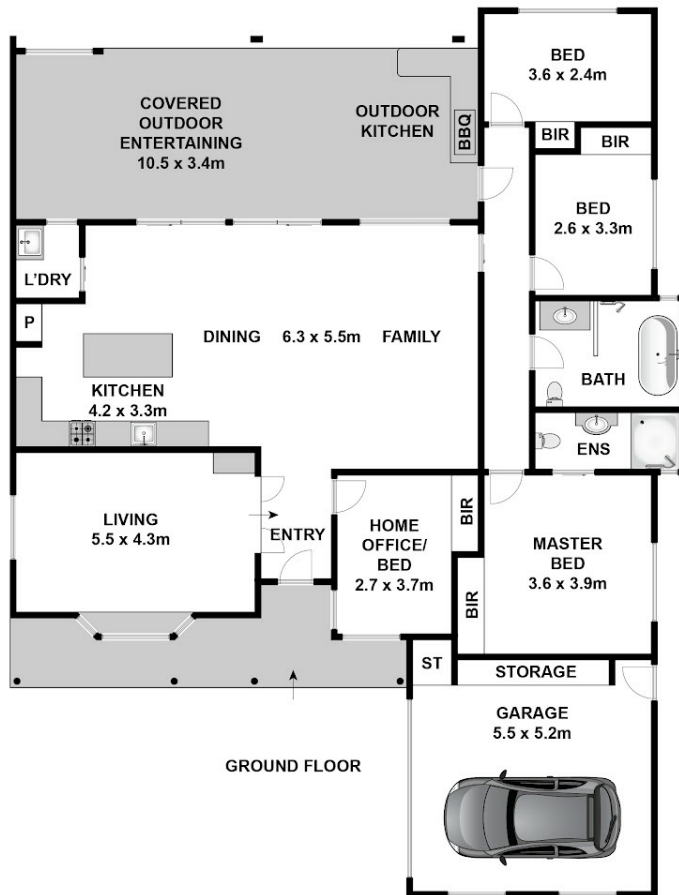 BED
3.6 x 2.4m
COVERED
OUTDOOR
ENTERTAINING
10.5 x 3.4m
OUTDOOR
KITCHEN
BBQ
BIR
BIR
BED
2.6 x 3.3m
L'DRY
P
DINING 6.3 x 5.5m FAMILY
KITCHEN
4.2 x 3.3m
BATH
ENS
LIVING
5.5 x 4.3m
ENTRY
HOME
OFFICE/
BED
2.7 x 3.7m
BIR
BIR
MASTER
BED
3.6 x 3.9m
ST
STORAGE
GARAGE
5.5 x 5.2m
GROUND FLOOR